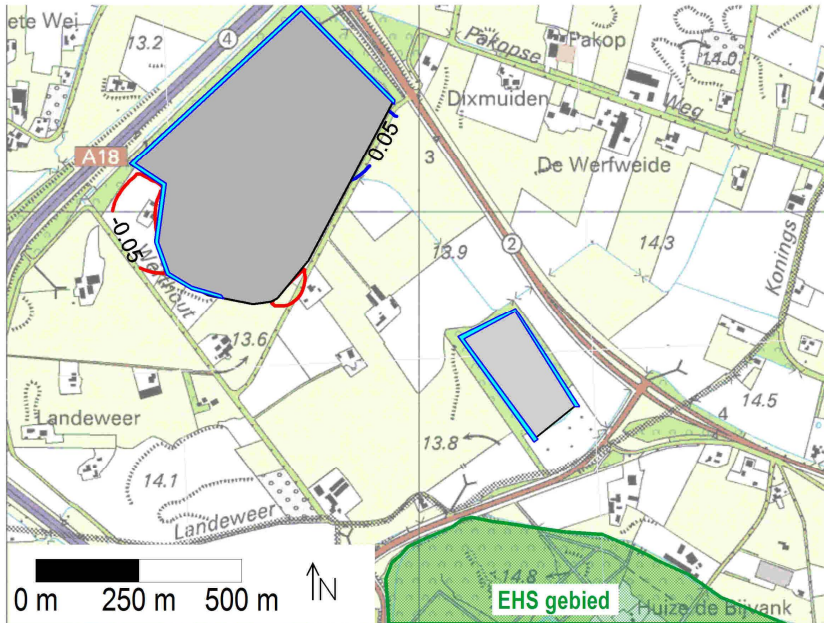 ete Wei
13.2
4
Pakop
Pakopse
Weg
14.0
Dixmuiden
A18
0.05
3
De Werfweide
-0.05
2
13.9
14.3
Konings
13.6
Landeweer
14.5
4
13.8
14.1
Landeweer
N
0 m 250 m 500 m
14.8
EHS gebied
Huize de Bijvank